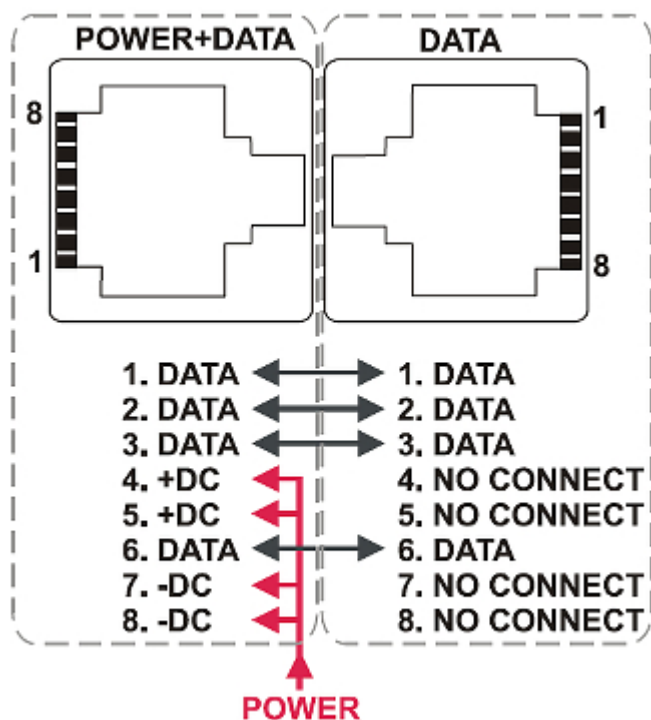 POWER+DATA
DATA
8
1
1
8
1. DATA
2. DATA
3. DATA
4. +DC
5. +DC
6. DATA
7. -DC
8. -DC
1. DATA
2. DATA
3. DATA
4. NO CONNECT
5. NO CONNECT
6. DATA
7. NO CONNECT
8. NO CONNECT
POWER